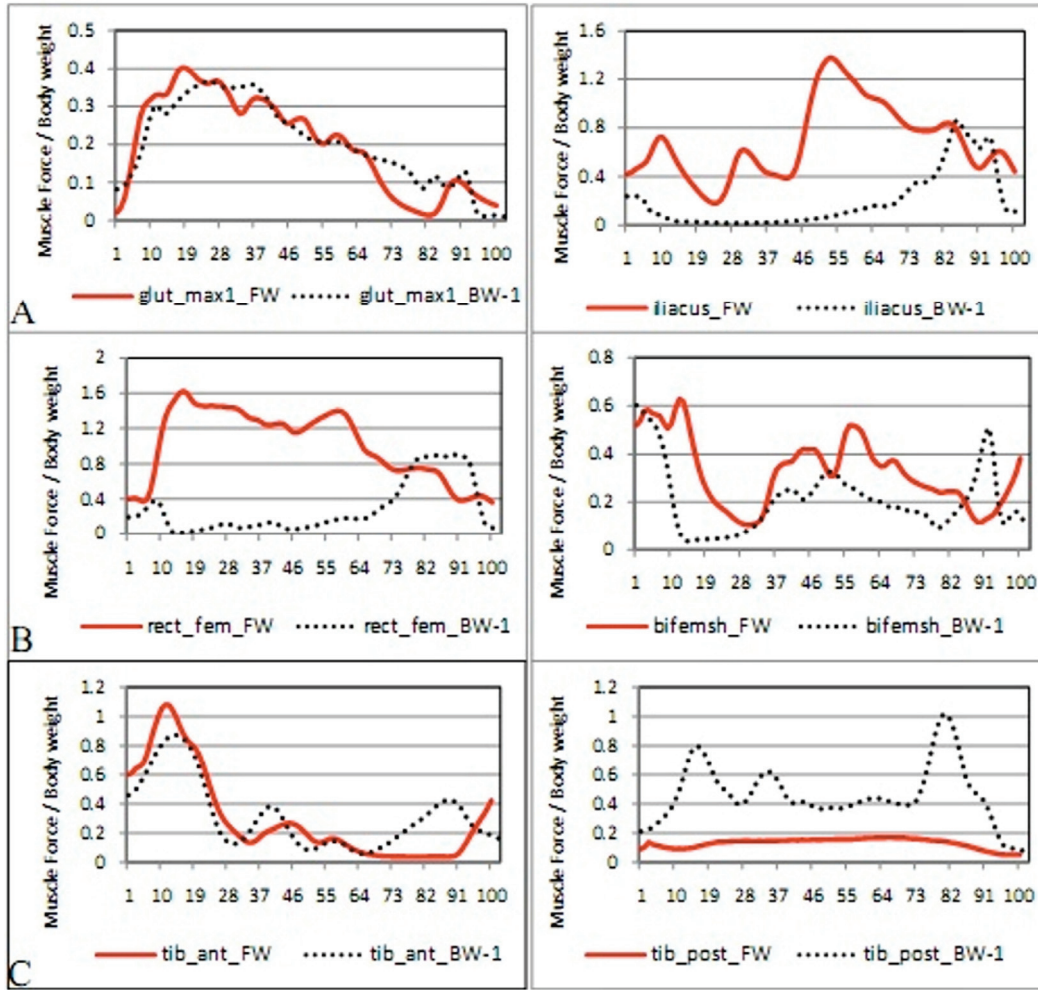 Muscle Force / Body weight
0.5
0.4
0.3
0.2
0.1
0
1 10 19 28 37 46 55 64 73 82 91 100
glut_max1_FW glut_max1_BW-1
A
Muscle Force / Body weight
1.6
1.2
0.8
0.4
0
1 10 19 28 37 46 55 64 73 82 91 100
iliacus_FW iliacus_BW-1
Muscle Force / Body weight
2
1.6
1.2
0.8
0.4
0
1 10 19 28 37 46 55 64 73 82 91 100
rect_fem_FW rect_fem_BW-1
B
Muscle Force / Body weight
0.8
0.6
0.4
0.2
0
1 10 19 28 37 46 55 64 73 82 91 100
bifemsh_FW bifemsh_BW-1
Muscle Force / Body weight
1.2
1
0.8
0.6
0.4
0.2
0
1 10 19 28 37 46 55 64 73 82 91 100
tib_ant_FW tib_ant_BW-1
C
Muscle Force / Body weight
1.2
1
0.8
0.6
0.4
0.2
0
1 10 19 28 37 46 55 64 73 82 91 100
tib_post_FW tib_post_BW-1